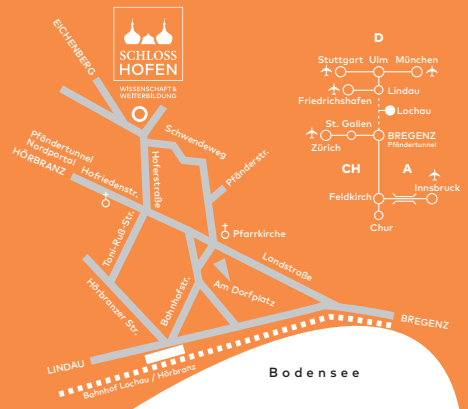 SCHLOSS
HOFEN
WISSENSCHAFT &
WEITERBILDUNG
EICHENBERG
Schwendeweg
Pfändertunnel
Nordportal
HÖRBRANZ
Hofriedenstr.
Hoferstraße
Pfänderstr.
Toni-Ruß-Str.
Pfarrkirche
Landstraße
Hörbranzer Str.
Bahnhofstr.
Am Dorfplatz
LINDAU
Bahnhof Lochau / Hörbranz
BREGENZ
Bodensee
D
Stuttgart Ulm München
Lindau
Friedrichshafen
Lochau
St. Gallen
BREGENZ
Pfändertunnel
Zürich
CH A
Innsbruck
Feldkirch
Chur